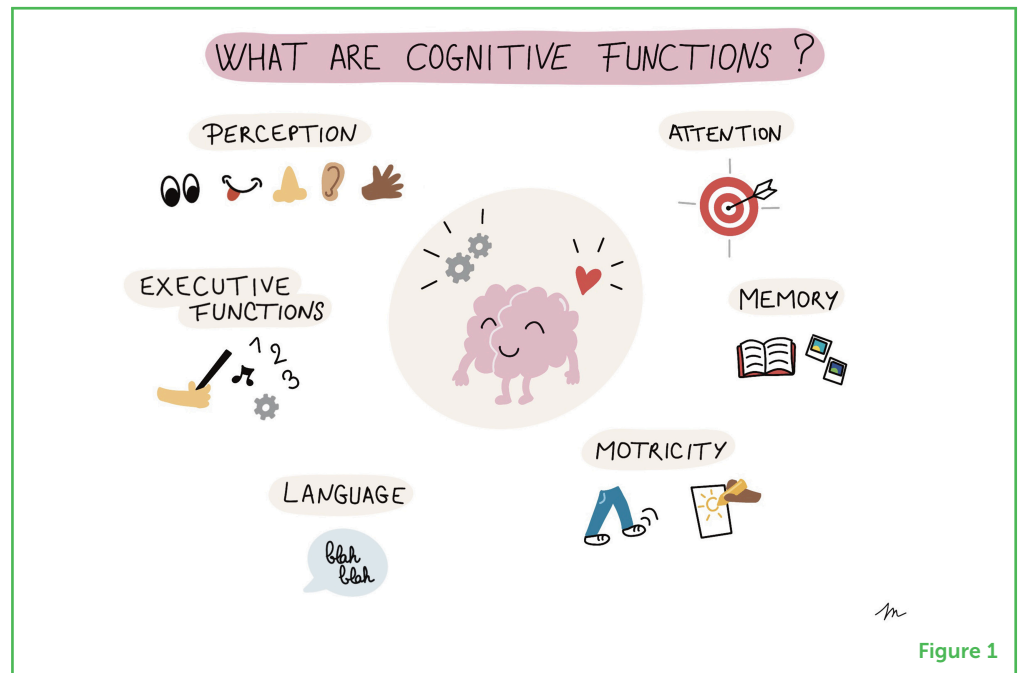 WHAT ARE COGNITIVE FUNCTIONS ?
PERCEPTION
ATTENTION
EXECUTIVE
FUNCTIONS
1 2
3
MEMORY
MOTRICITY
LANGUAGE
blah
blah
Figure 1